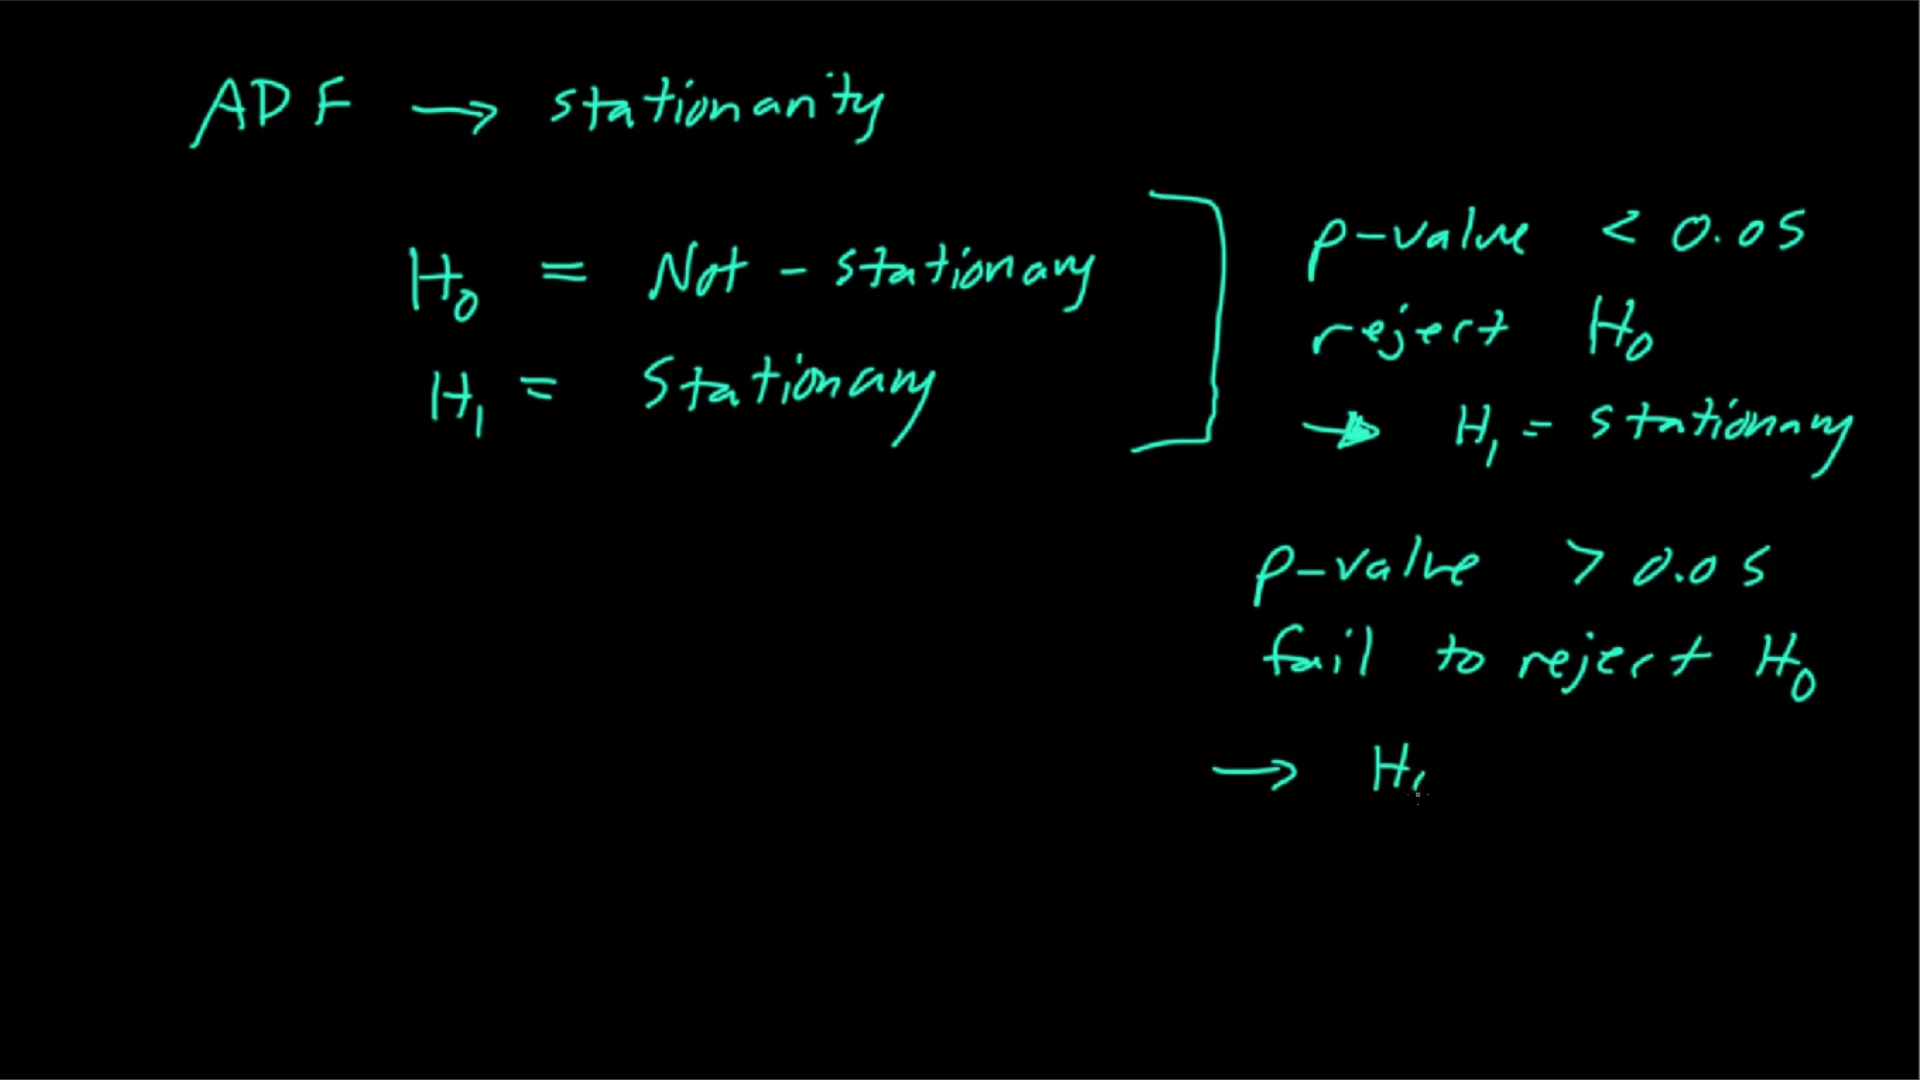 ADF → stationarity
H₀ = Not - stationary
H₁ = Stationary
p-value < 0.05
reject H₀
→ H₁ = stationary
p-value > 0.05
fail to reject H₀
→ H